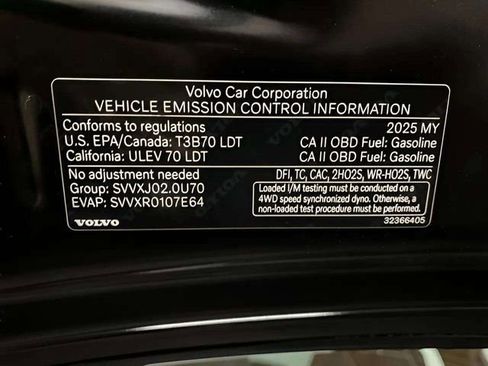 Volvo Car Corporation
VEHICLE EMISSION CONTROL INFORMATION
Conforms to regulations 2025 MY
U.S. EPA/Canada: T3B70 LDT CA II OBD Fuel: Gasoline
California: ULEV 70 LDT CA II OBD Fuel: Gasoline
No adjustment needed DFI, TC, CAC, 2HO2S, WR-HO2S, TWC
Group: SVVXJ02.0U70
EVAP: SVVXR0107E64
Loaded I/M testing must be conducted on a
4WD speed synchronized dyno. Otherwise, a
non-loaded test procedure must be performed.
VOLVO 32366405